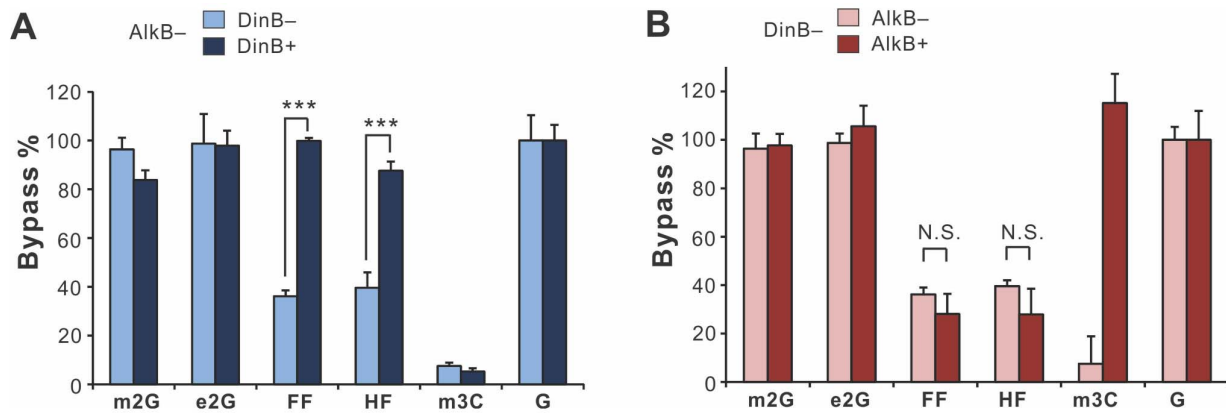 A
AlkB–
DinB–
DinB+
Bypass %
120
100
80
60
40
20
0
***
***
m2G e2G FF HF m3C G
B
DinB–
AlkB–
AlkB+
Bypass %
120
100
80
60
40
20
0
N.S. N.S.
m2G e2G FF HF m3C G